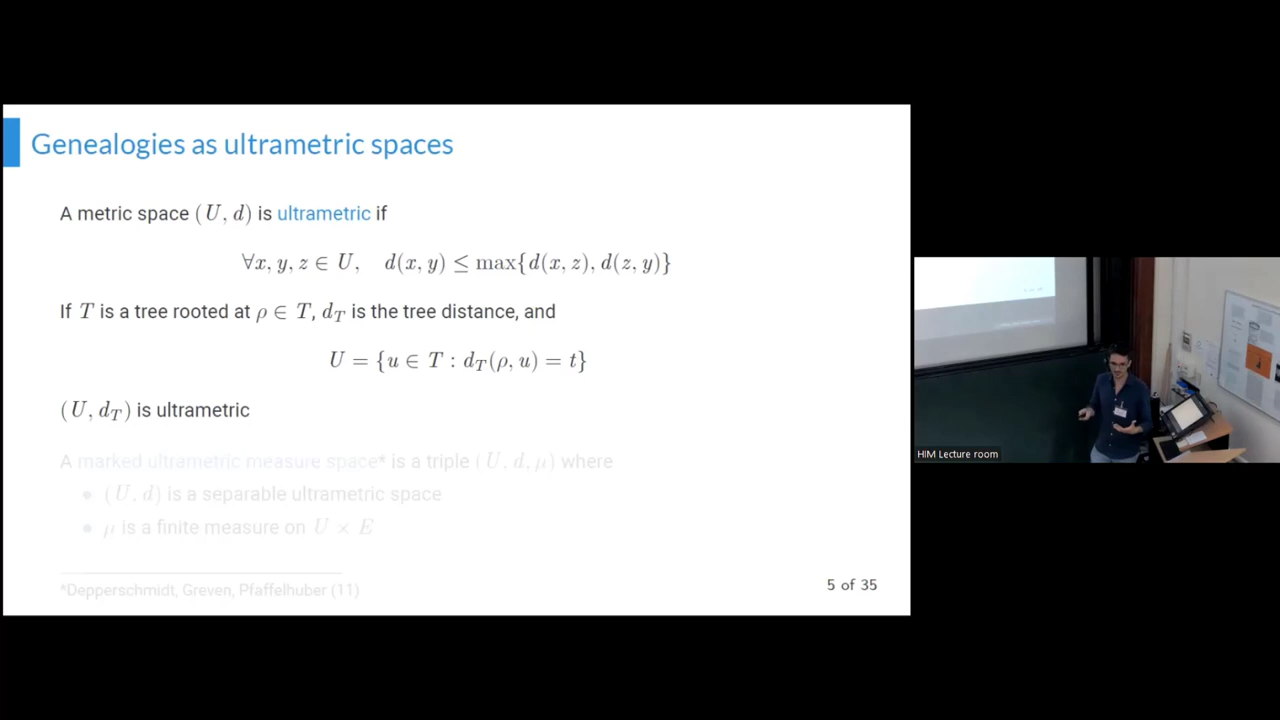 Genealogies as ultrametric spaces
A metric space (U, d) is ultrametric if
∀x, y, z ∈ U, d(x, y) ≤ max{d(x, z), d(z, y)}
If T is a tree rooted at ρ ∈ T, d_T is the tree distance, and
U = {u ∈ T : d_T(ρ, u) = t}
(U, d_T) is ultrametric
A marked ultrametric measure space* is a triple (U, d, μ) where
• (U, d) is a separable ultrametric space
• μ is a finite measure on U × E
*Depperschmidt, Greven, Pfaffelhuber (11)
5 of 35
HIM Lecture room